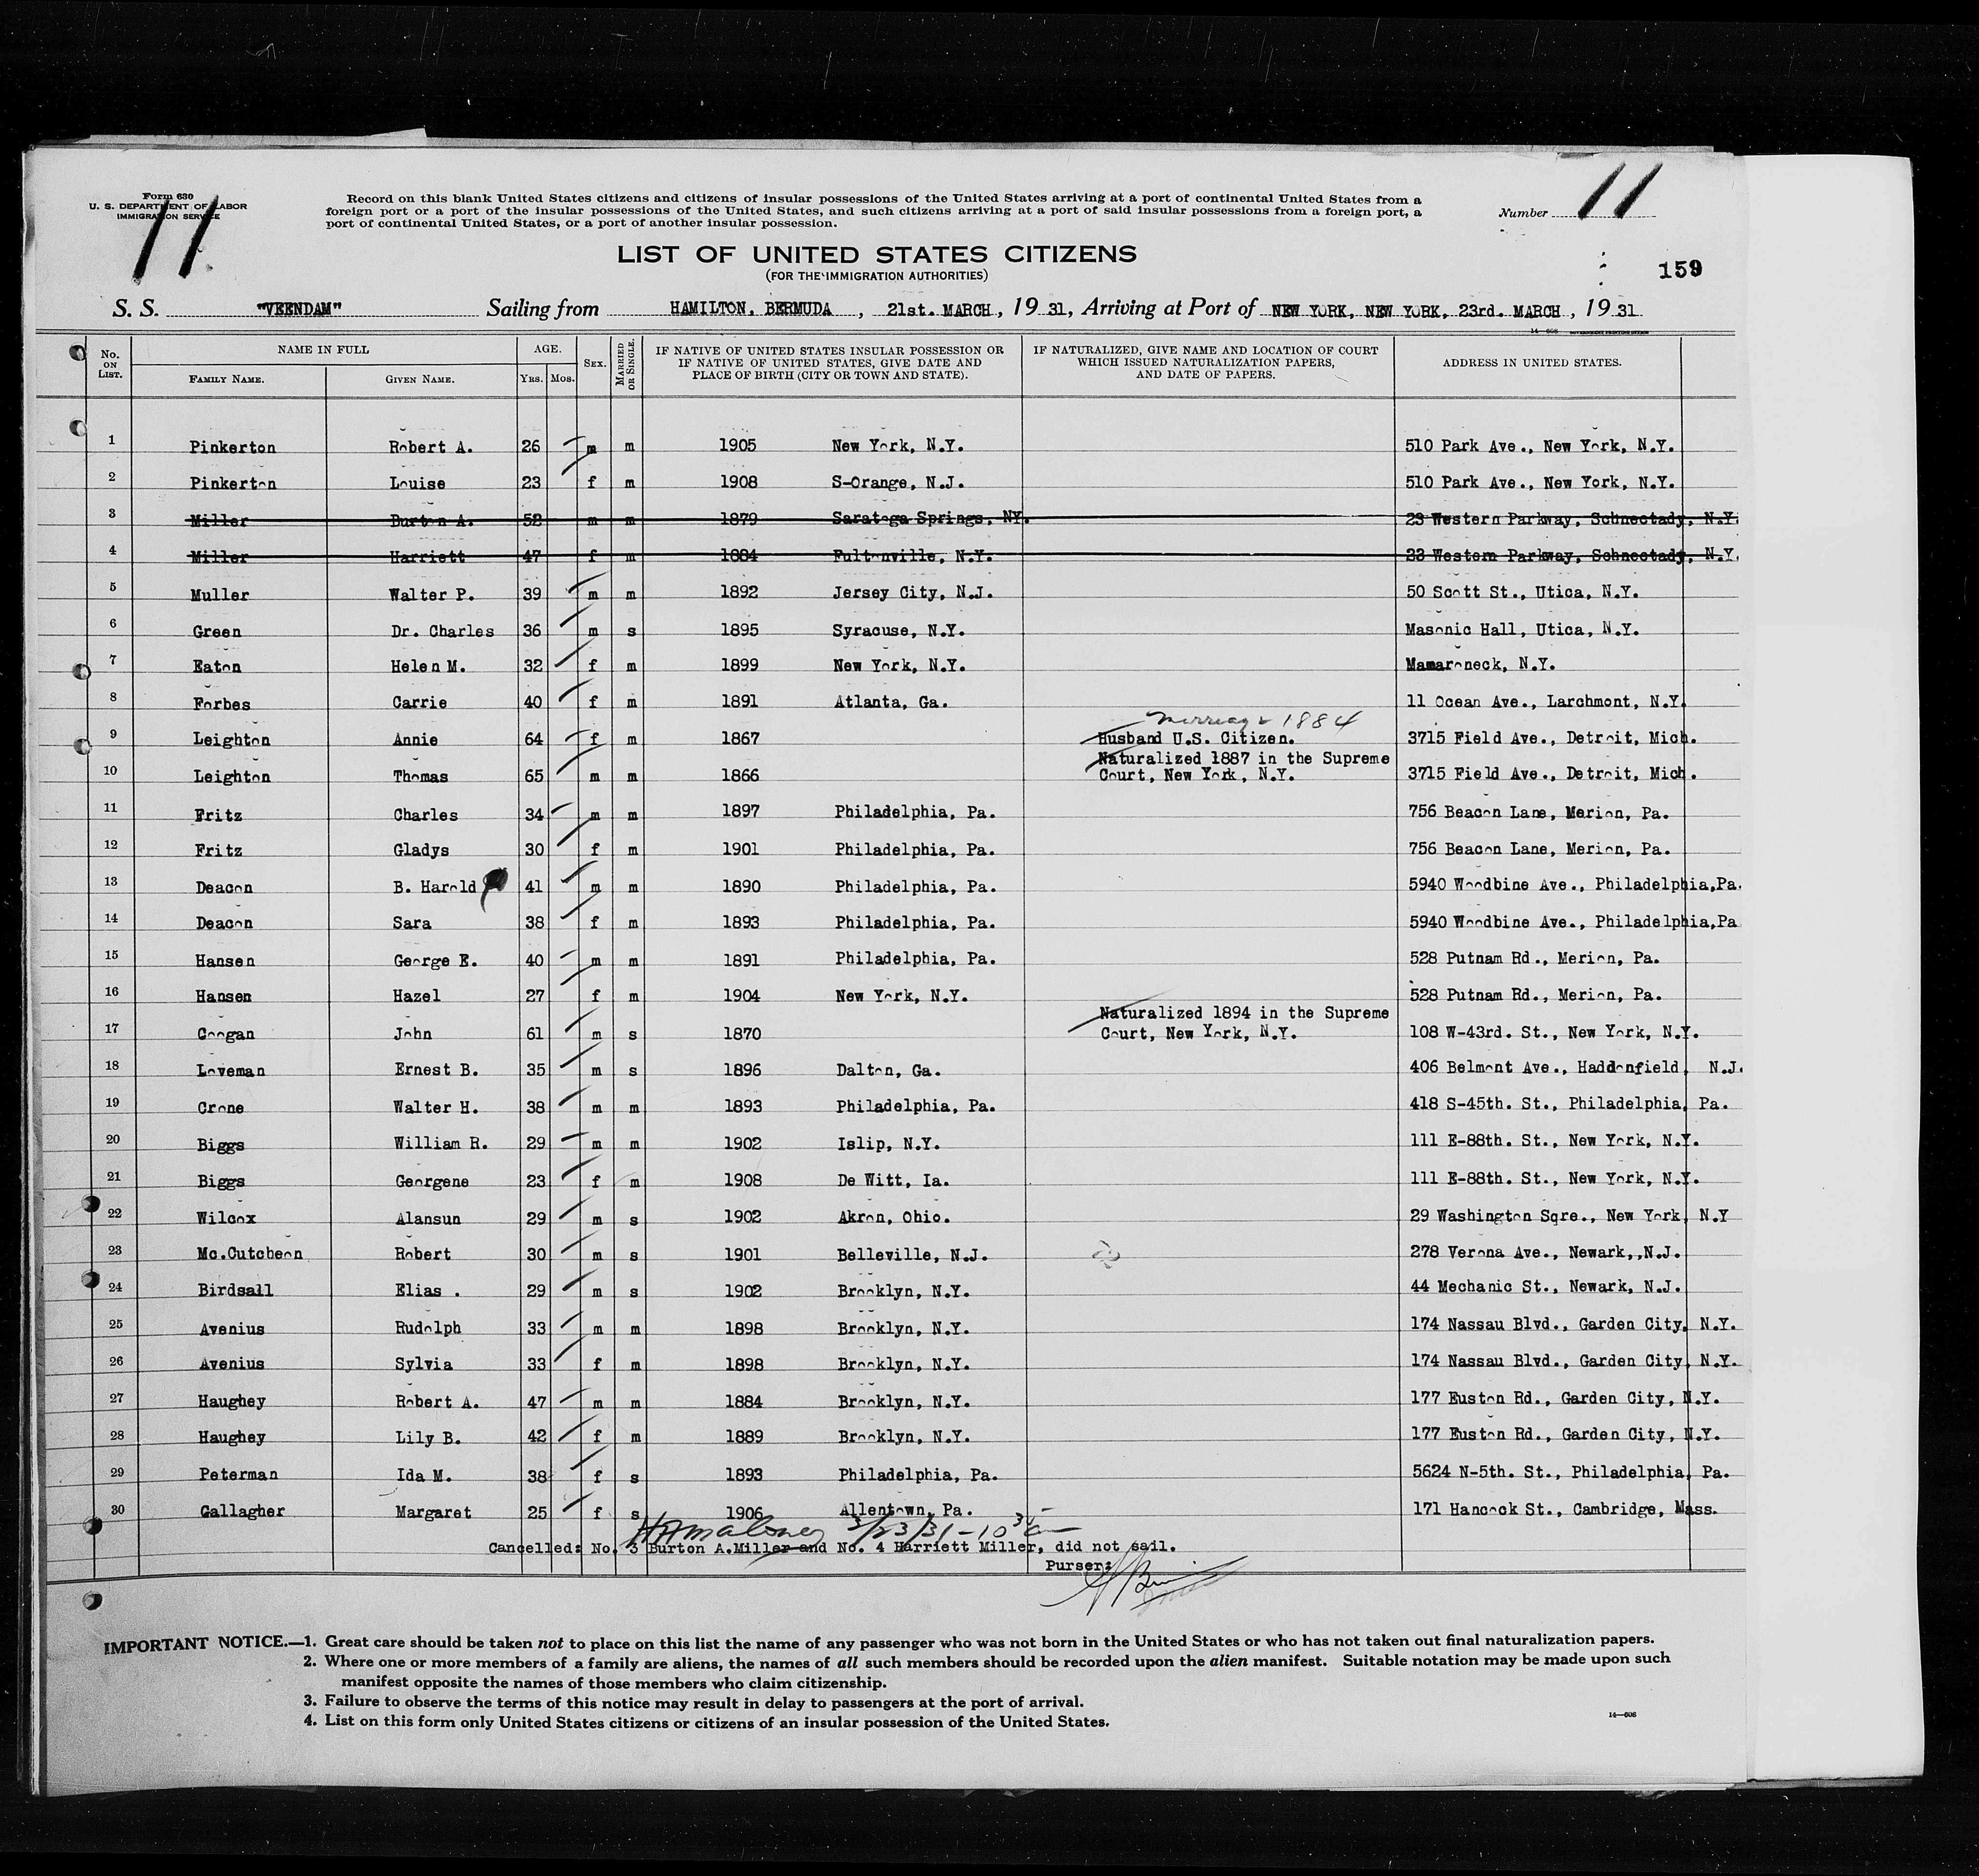 Form 630
U. S. DEPARTMENT OF LABOR
IMMIGRATION SERVICE
11
Record on this blank United States citizens and citizens of insular possessions of the United States arriving at a port of continental United States from a
foreign port or a port of the insular possessions of the United States, and such citizens arriving at a port of said insular possessions from a foreign port, a
port of continental United States, or a port of another insular possession.
Number 11
LIST OF UNITED STATES CITIZENS
(FOR THE IMMIGRATION AUTHORITIES)
159
S. S. "VEENDAM" Sailing from HAMILTON. BERMUDA, 21st. MARCH, 19 31, Arriving at Port of NEW YORK, NEW YORK, 23rd. MARCH, 19 31
14—608 GOVERNMENT PRINTING OFFICE
No. ON LIST. NAME IN FULL FAMILY NAME. GIVEN NAME. AGE. YRS. MOS. SEX. MARRIED OR SINGLE. IF NATIVE OF UNITED STATES INSULAR POSSESSION OR IF NATIVE OF UNITED STATES, GIVE DATE AND PLACE OF BIRTH (CITY OR TOWN AND STATE). IF NATURALIZED, GIVE NAME AND LOCATION OF COURT WHICH ISSUED NATURALIZATION PAPERS, AND DATE OF PAPERS. ADDRESS IN UNITED STATES.
1 Pinkerton Robert A. 26 m m 1905 New York, N.Y. 510 Park Ave., New York, N.Y.
2 Pinkerton Louise 23 f m 1908 S-Orange, N.J. 510 Park Ave., New York, N.Y.
3 Miller Burton A. 52 m m 1879 Saratoga Springs, NY. 23 Western Parkway, Schnectady, N.Y.
4 Miller Harriett 47 f m 1884 Fultonville, N.Y. 23 Western Parkway, Schnectady, N.Y.
5 Muller Walter P. 39 m m 1892 Jersey City, N.J. 50 Scott St., Utica, N.Y.
6 Green Dr. Charles 36 m s 1895 Syracuse, N.Y. Masonic Hall, Utica, N.Y.
7 Eaton Helen M. 32 f m 1899 New York, N.Y. Mamaroneck, N.Y.
8 Forbes Carrie 40 f m 1891 Atlanta, Ga. 11 Ocean Ave., Larchmont, N.Y.
marriage 1884
9 Leighton Annie 64 f m 1867 Husband U.S. Citizen. 3715 Field Ave., Detroit, Mich.
Naturalized 1887 in the Supreme
10 Leighton Thomas 65 m m 1866 Court, New York, N.Y. 3715 Field Ave., Detroit, Mich.
11 Fritz Charles 34 m m 1897 Philadelphia, Pa. 756 Beacon Lane, Merion, Pa.
12 Fritz Gladys 30 f m 1901 Philadelphia, Pa. 756 Beacon Lane, Merion, Pa.
13 Deacon B. Harold 41 m m 1890 Philadelphia, Pa. 5940 Woodbine Ave., Philadelphia,Pa.
14 Deacon Sara 38 f m 1893 Philadelphia, Pa. 5940 Woodbine Ave., Philadelphia,Pa
15 Hansen George E. 40 m m 1891 Philadelphia, Pa. 528 Putnam Rd., Merion, Pa.
16 Hansen Hazel 27 f m 1904 New York, N.Y. 528 Putnam Rd., Merion, Pa.
Naturalized 1894 in the Supreme
17 Coogan John 61 m s 1870 Court, New York, N.Y. 108 W-43rd. St., New York, N.Y.
18 Loveman Ernest B. 35 m s 1896 Dalton, Ga. 406 Belmont Ave., Haddonfield, N.J.
19 Crone Walter H. 38 m m 1893 Philadelphia, Pa. 418 S-45th. St., Philadelphia, Pa.
20 Biggs William R. 29 m m 1902 Islip, N.Y. 111 E-88th. St., New York, N.Y.
21 Biggs Georgene 23 f m 1908 De Witt, Ia. 111 E-88th. St., New York, N.Y.
22 Wilcox Alansun 29 m s 1902 Akron, Ohio. 29 Washington Sqre., New York, N.Y
23 Mc.Cutcheon Robert 30 m s 1901 Belleville, N.J. 278 Verona Ave., Newark,,N.J.
24 Birdsall Elias . 29 m s 1902 Brooklyn, N.Y. 44 Mechanic St., Newark, N.J.
25 Avenius Rudolph 33 m m 1898 Brooklyn, N.Y. 174 Nassau Blvd., Garden City, N.Y.
26 Avenius Sylvia 33 f m 1898 Brooklyn, N.Y. 174 Nassau Blvd., Garden City, N.Y.
27 Haughey Robert A. 47 m m 1884 Brooklyn, N.Y. 177 Euston Rd., Garden City, N.Y.
28 Haughey Lily B. 42 f m 1889 Brooklyn, N.Y. 177 Euston Rd., Garden City, N.Y.
29 Peterman Ida M. 38 f s 1893 Philadelphia, Pa. 5624 N-5th. St., Philadelphia, Pa.
30 Gallagher Margaret 25 f s 1906 Allentown, Pa. 171 Hancock St., Cambridge, Mass.
Maloney 3/23/31-10 30 a
Cancelled: No. 3 Burton A.Miller and No. 4 Harriett Miller, did not sail.
Purser:
IMPORTANT NOTICE.—1. Great care should be taken not to place on this list the name of any passenger who was not born in the United States or who has not taken out final naturalization papers.
2. Where one or more members of a family are aliens, the names of all such members should be recorded upon the alien manifest. Suitable notation may be made upon such
manifest opposite the names of those members who claim citizenship.
3. Failure to observe the terms of this notice may result in delay to passengers at the port of arrival.
4. List on this form only United States citizens or citizens of an insular possession of the United States.
14—608